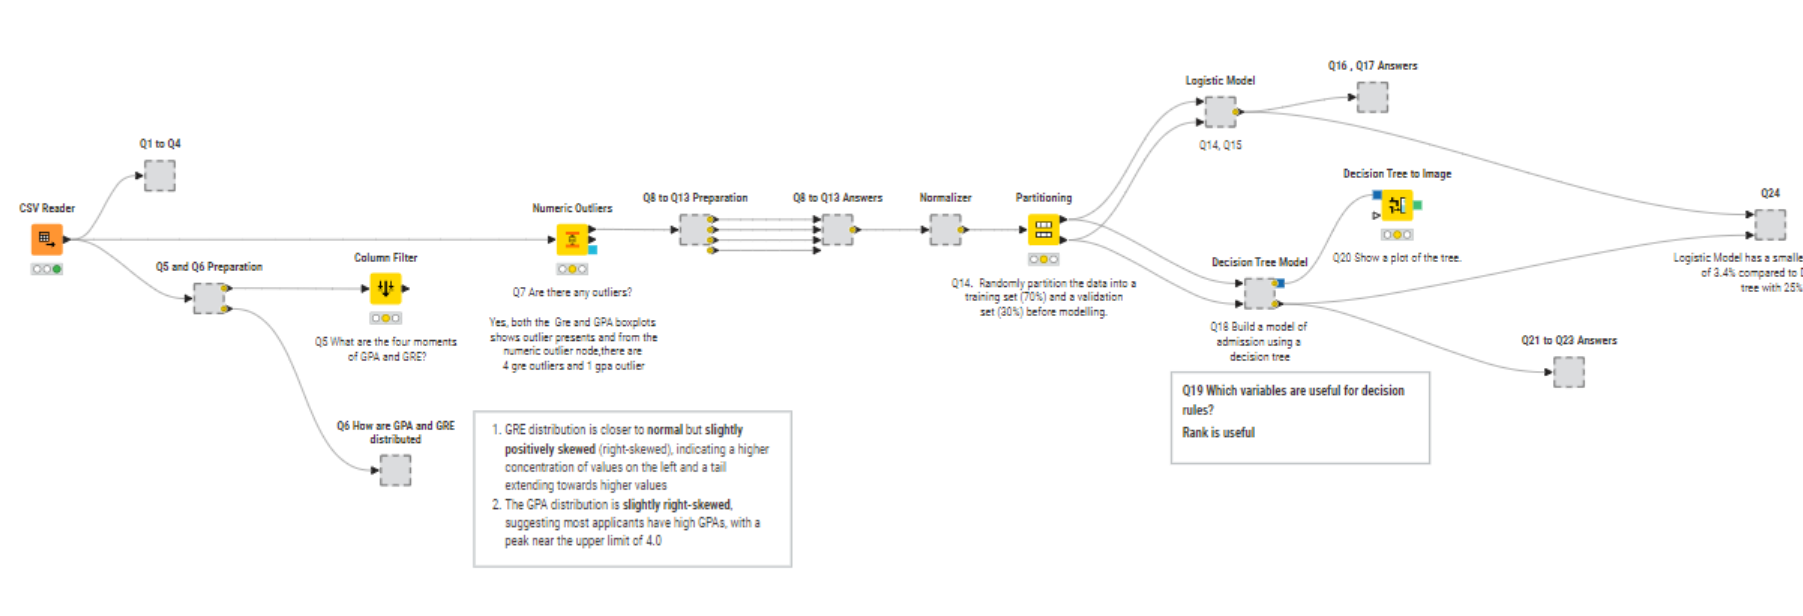 Q16 , Q17 Answers
Logistic Model
Q14, Q15
Q1 to Q4
Decision Tree to Image
Q20 Show a plot of the tree.
Q24
Logistic Model has a smalle
of 3.4% compared to
tree with 25%
CSV Reader
Numeric Outliers
Q8 to Q13 Preparation
Q8 to Q13 Answers
Normalizer
Partitioning
Q5 and Q6 Preparation
Column Filter
Q5 What are the four moments
of GPA and GRE?
Q7 Are there any outliers?
Yes, both the Gre and GPA boxplots
shows outlier presents and from the
numeric outlier node,there are
4 gre outliers and 1 gpa outlier
Q14. Randomly partition the data into a
training set (70%) and a validation
set (30%) before modelling.
Decision Tree Model
Q18 Build a model of
admission using a
decision tree
Q21 to Q23 Answers
Q19 Which variables are useful for decision
rules?
Rank is useful
Q6 How are GPA and GRE
distributed
1. GRE distribution is closer to normal but slightly
positively skewed (right-skewed), indicating a higher
concentration of values on the left and a tail
extending towards higher values
2. The GPA distribution is slightly right-skewed,
suggesting most applicants have high GPAs, with a
peak near the upper limit of 4.0